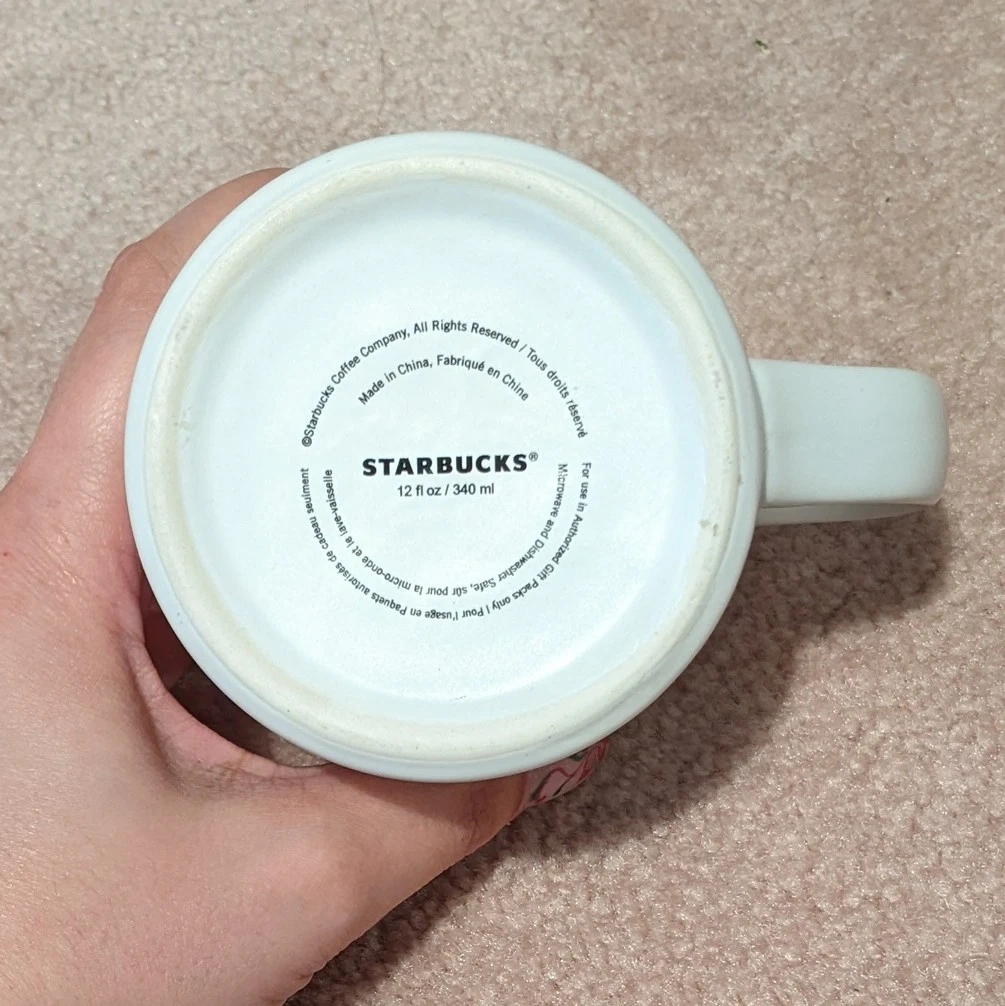 ©Starbucks Coffee Company, All Rights Reserved / Tous droits réservé
Made in China, Fabriqué en Chine
STARBUCKS®
12 fl oz / 340 ml
Microwave and Dishwasher Safe, sûr pour la micro-onde et le lave-vaisselle
For use in Authorized Gift Packs only | Pour l'usage en Paquets autorisés de cadeau seulment